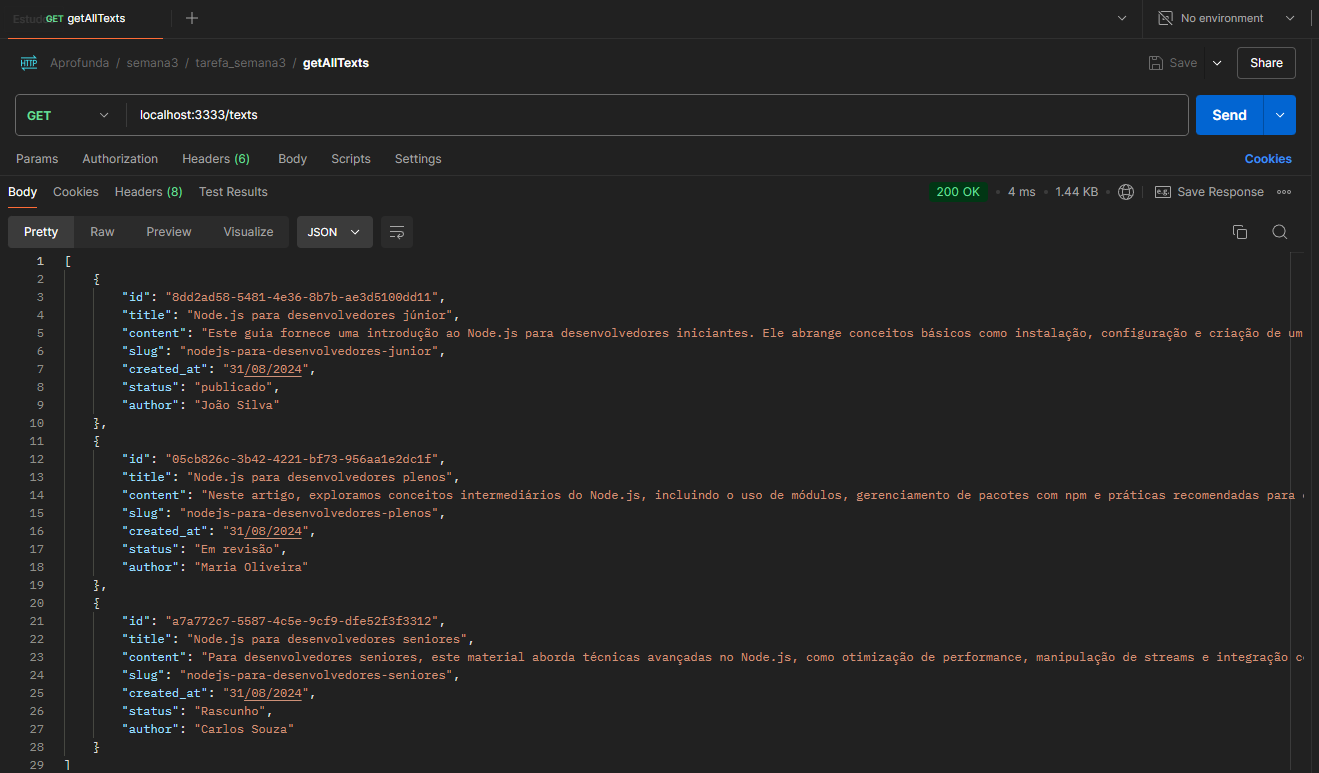 Estud GET getAllTexts
No environment
HTTP Aprofunda / semana3 / tarefa_semana3 / getAllTexts Save Share
GET localhost:3333/texts Send
Params Authorization Headers (6) Body Scripts Settings Cookies
Body Cookies Headers (8) Test Results 200 OK 4 ms 1.44 KB e.g. Save Response
Pretty Raw Preview Visualize JSON
1 [
2 {
3 "id": "8dd2ad58-5481-4e36-8b7b-ae3d5100dd11",
4 "title": "Node.js para desenvolvedores júnior",
5 "content": "Este guia fornece uma introdução ao Node.js para desenvolvedores iniciantes. Ele abrange conceitos básicos como instalação, configuração e criação de um
6 "slug": "nodejs-para-desenvolvedores-junior",
7 "created_at": "31/08/2024",
8 "status": "publicado",
9 "author": "João Silva"
10 },
11 {
12 "id": "05cb826c-3b42-4221-bf73-956aa1e2dc1f",
13 "title": "Node.js para desenvolvedores plenos",
14 "content": "Neste artigo, exploramos conceitos intermediários do Node.js, incluindo o uso de módulos, gerenciamento de pacotes com npm e práticas recomendadas para
15 "slug": "nodejs-para-desenvolvedores-plenos",
16 "created_at": "31/08/2024",
17 "status": "Em revisão",
18 "author": "Maria Oliveira"
19 },
20 {
21 "id": "a7a772c7-5587-4c5e-9cf9-dfe52f3f3312",
22 "title": "Node.js para desenvolvedores seniores",
23 "content": "Para desenvolvedores seniores, este material aborda técnicas avançadas no Node.js, como otimização de performance, manipulação de streams e integração
24 "slug": "nodejs-para-desenvolvedores-seniores",
25 "created_at": "31/08/2024",
26 "status": "Rascunho",
27 "author": "Carlos Souza"
28 }
29 ]